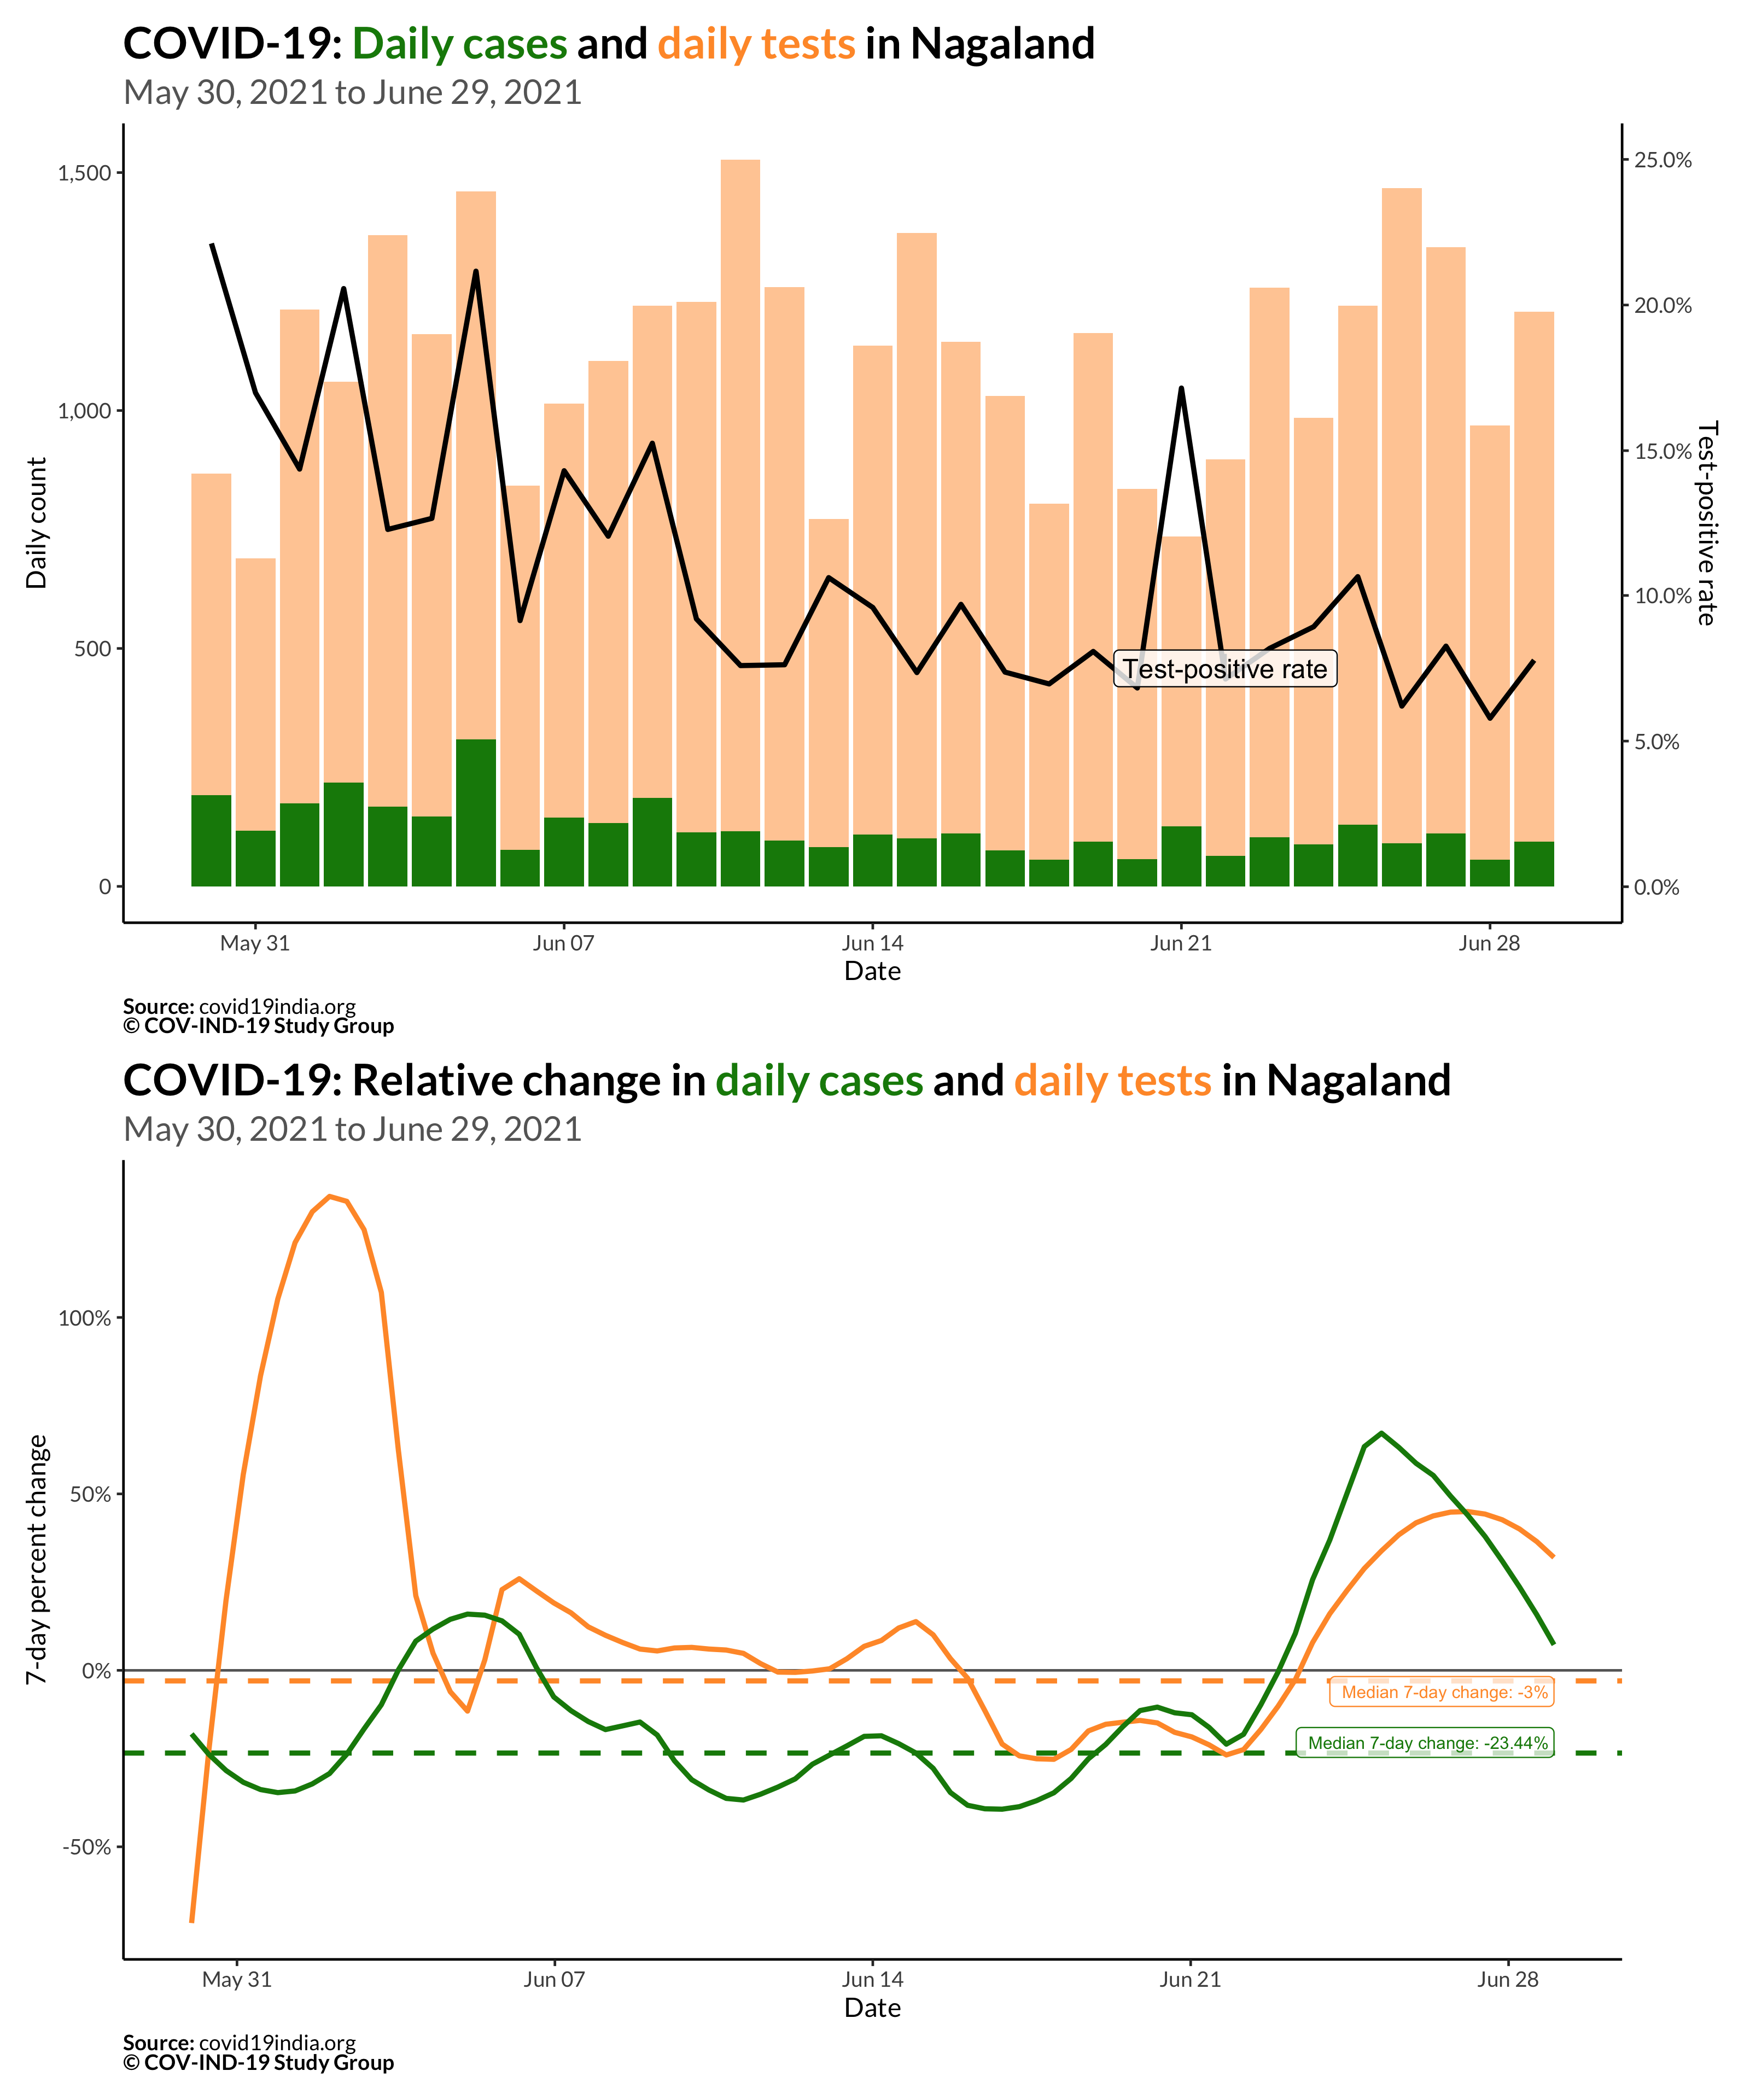 COVID-19: Daily cases and daily tests in Nagaland
May 30, 2021 to June 29, 2021
1,500
1,000
500
0
Daily count
25.0%
20.0%
15.0%
10.0%
5.0%
0.0%
Test-positive rate
Test-positive rate
May 31
Jun 07
Jun 14
Jun 21
Jun 28
Date
Source: covid19india.org
© COV-IND-19 Study Group
COVID-19: Relative change in daily cases and daily tests in Nagaland
May 30, 2021 to June 29, 2021
100%
50%
0%
-50%
7-day percent change
Median 7-day change: -3%
Median 7-day change: -23.44%
May 31
Jun 07
Jun 14
Jun 21
Jun 28
Date
Source: covid19india.org
© COV-IND-19 Study Group